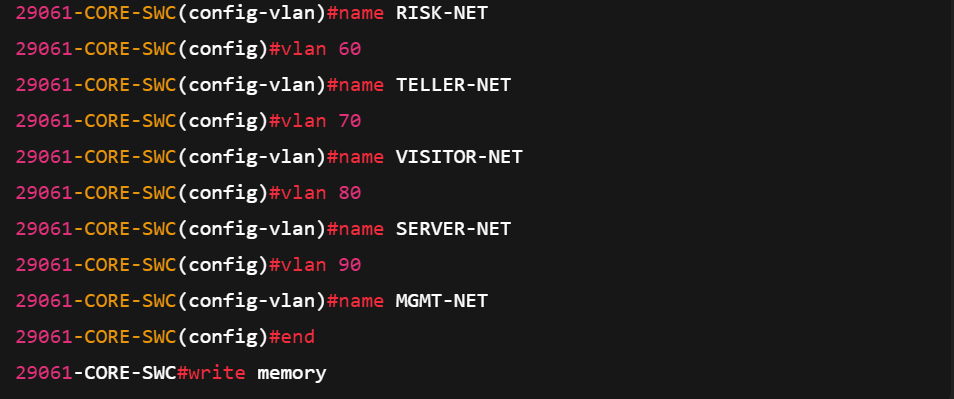 29061-CORE-SWC(config-vlan)#name RISK-NET
29061-CORE-SWC(config)#vlan 60
29061-CORE-SWC(config-vlan)#name TELLER-NET
29061-CORE-SWC(config)#vlan 70
29061-CORE-SWC(config-vlan)#name VISITOR-NET
29061-CORE-SWC(config)#vlan 80
29061-CORE-SWC(config-vlan)#name SERVER-NET
29061-CORE-SWC(config)#vlan 90
29061-CORE-SWC(config-vlan)#name MGMT-NET
29061-CORE-SWC(config)#end
29061-CORE-SWC#write memory